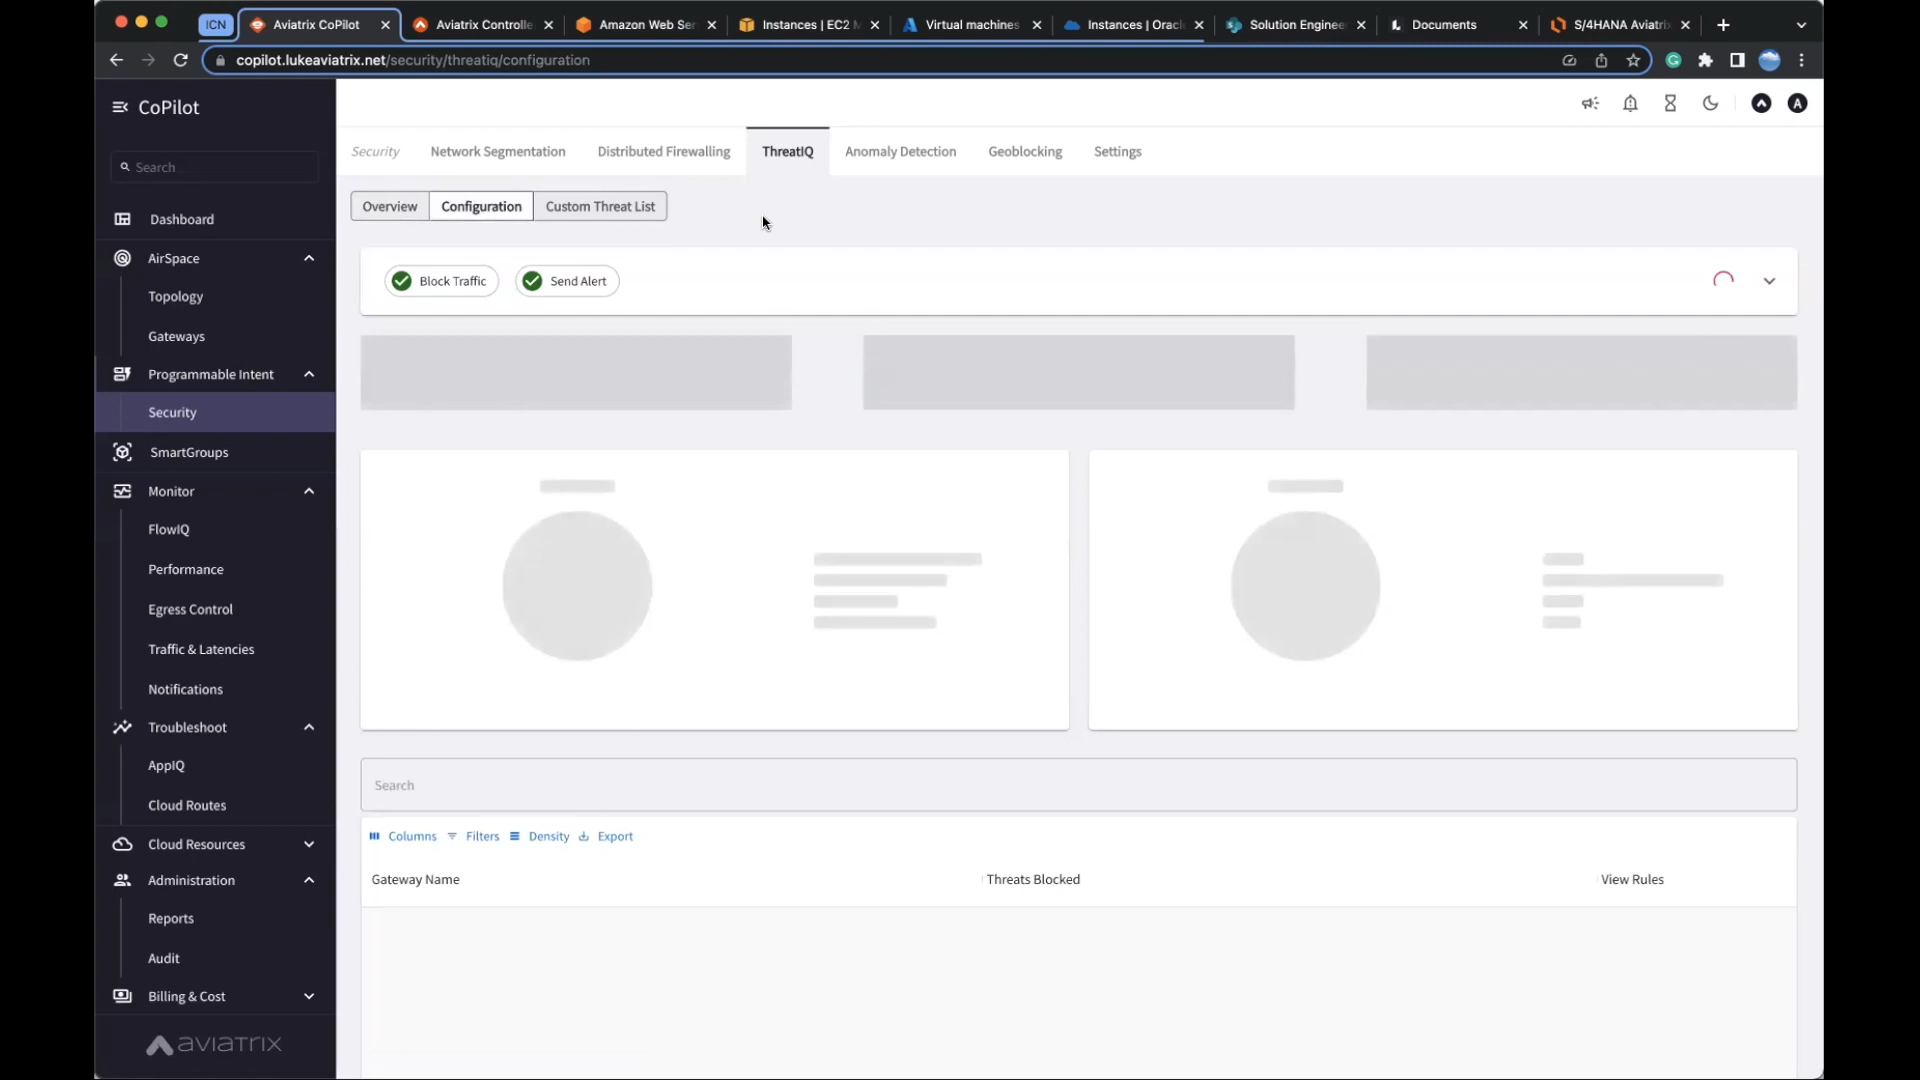 ICN
Aviatrix CoPilot
Aviatrix Controlle
Amazon Web Ser
Instances | EC2 M
Virtual machines
Instances | Orac
Solution Enginee
Documents
S/4HANA Aviatri
copilot.lukeaviatrix.net/security/threatiq/configuration
CoPilot
Search
Dashboard
AirSpace
Topology
Gateways
Programmable Intent
Security
SmartGroups
Monitor
FlowIQ
Performance
Egress Control
Traffic & Latencies
Notifications
Troubleshoot
AppIQ
Cloud Routes
Cloud Resources
Administration
Reports
Audit
Billing & Cost
AVIATRIX
A
Security
Network Segmentation
Distributed Firewalling
ThreatIQ
Anomaly Detection
Geoblocking
Settings
Overview
Configuration
Custom Threat List
Block Traffic
Send Alert
Search
Columns
Filters
Density
Export
Gateway Name
Threats Blocked
View Rules